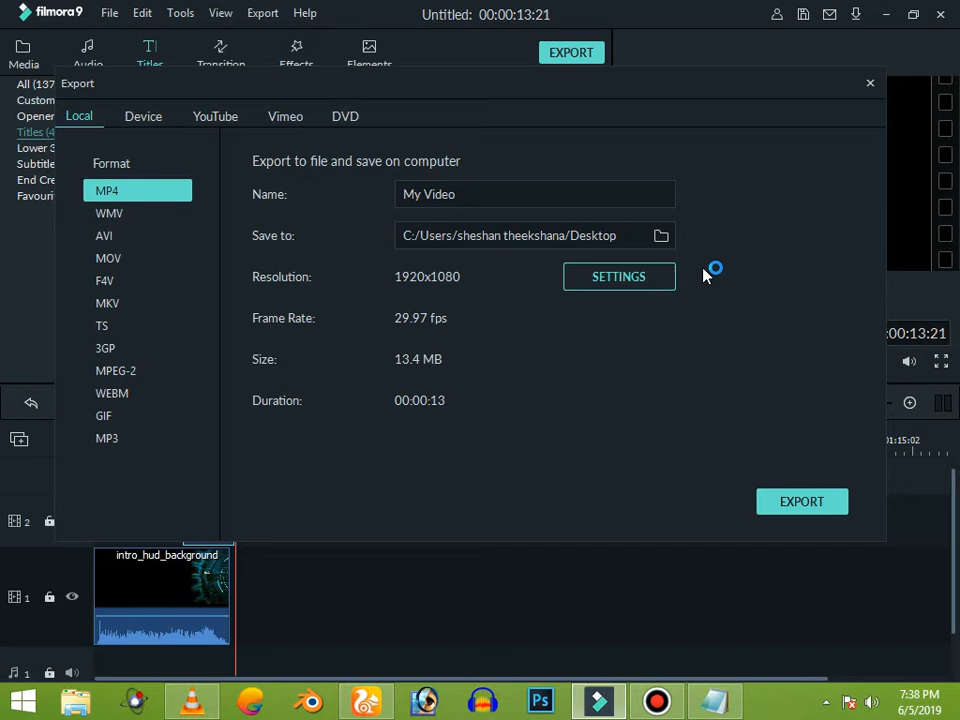 filmora9 File Edit Tools View Export Help Untitled: 00:00:13:21
Media Audio Titles Transition Effects Elements EXPORT
All (137
Custom
Opener
Titles (4
Lower 3
Subtitle
End Cre
Favourit
Export
Local Device YouTube Vimeo DVD
Format
MP4
WMV
AVI
MOV
F4V
MKV
TS
3GP
MPEG-2
WEBM
GIF
MP3
Export to file and save on computer
Name: My Video
Save to: C:/Users/sheshan theekshana/Desktop
Resolution: 1920x1080 SETTINGS
Frame Rate: 29.97 fps
Size: 13.4 MB
Duration: 00:00:13
EXPORT
:00:13:21
01:15:02
2
intro_hud_background
1
1
Ps
7:38 PM
6/5/2019